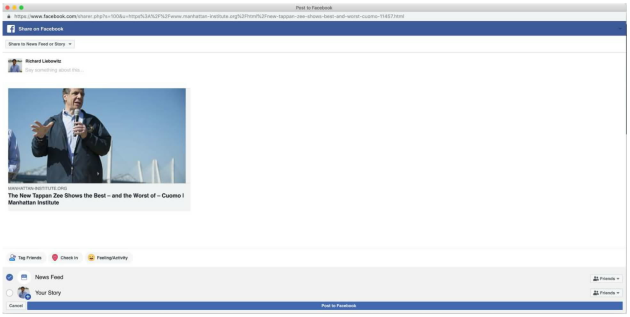 Post to Facebook
https://www.facebook.com/sharer.php?s=100&u=https%3A%2F%2Fwww.manhattan-institute.org%2Fhtml%2Fnew-tappan-zee-shows-best-and-worst-cuomo-11457.html
Share on Facebook
Share to News Feed or Story
Richard Liebowitz
Say something about this...
MANHATTAN-INSTITUTE.ORG
The New Tappan Zee Shows the Best – and the Worst of – Cuomo |
Manhattan Institute
Tag Friends Check in Feeling/Activity
News Feed Friends
Your Story Friends
Cancel Post to Facebook